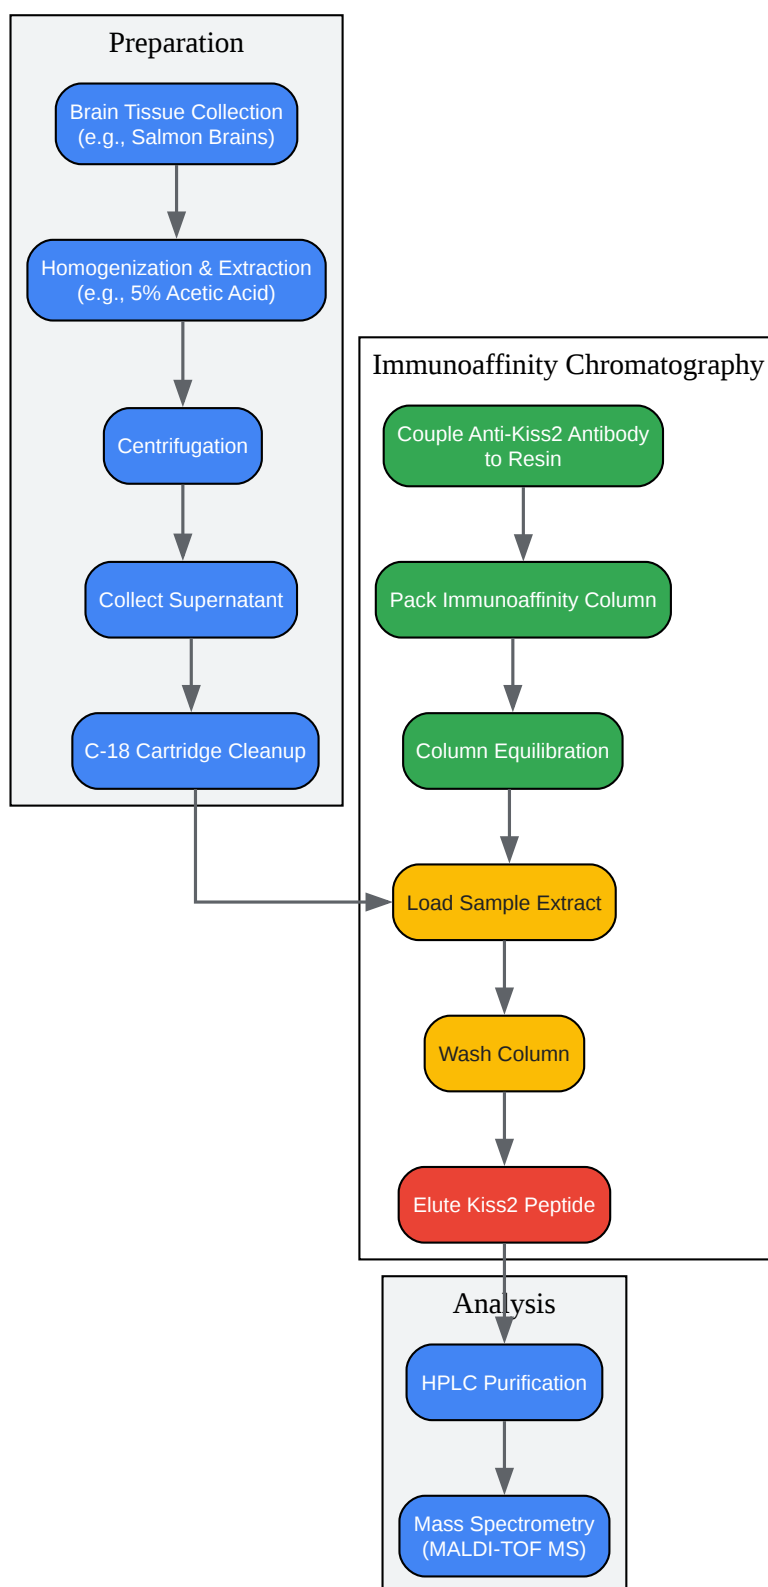 Preparation
Brain Tissue Collection
(e.g., Salmon Brains)
Homogenization & Extraction
(e.g., 5% Acetic Acid)
Centrifugation
Collect Supernatant
C-18 Cartridge Cleanup
Immunoaffinity Chromatography
Couple Anti-Kiss2 Antibody
to Resin
Pack Immunoaffinity Column
Column Equilibration
Load Sample Extract
Wash Column
Elute Kiss2 Peptide
Analysis
HPLC Purification
Mass Spectrometry
(MALDI-TOF MS)